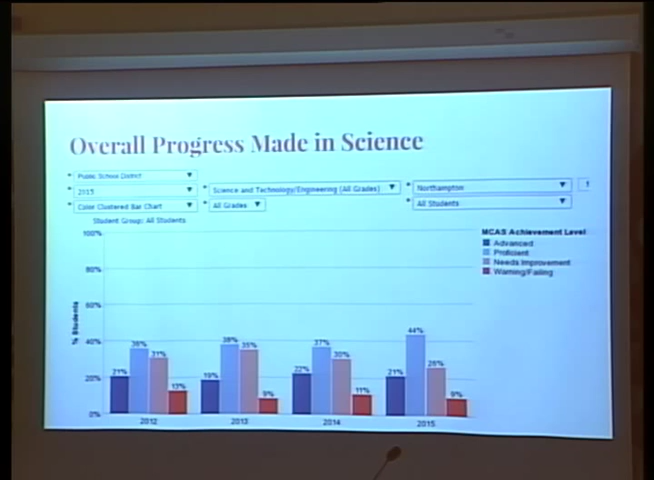 Overall Progress Made in Science
* Public School District ▼
* 2015 ▼ * Science and Technology/Engineering (All Grades) ▼ * Northampton ▼
* Color Clustered Bar Chart ▼ * All Grades ▼ * All Students ▼
Student Group: All Students
MCAS Achievement Level
Advanced
Proficient
Needs Improvement
Warning/Failing
% Students
100%
80%
60%
40%
20%
0%
21% 36% 31% 13%
19% 38% 35% 9%
22% 37% 30% 11%
21% 44% 26% 9%
2012 2013 2014 2015